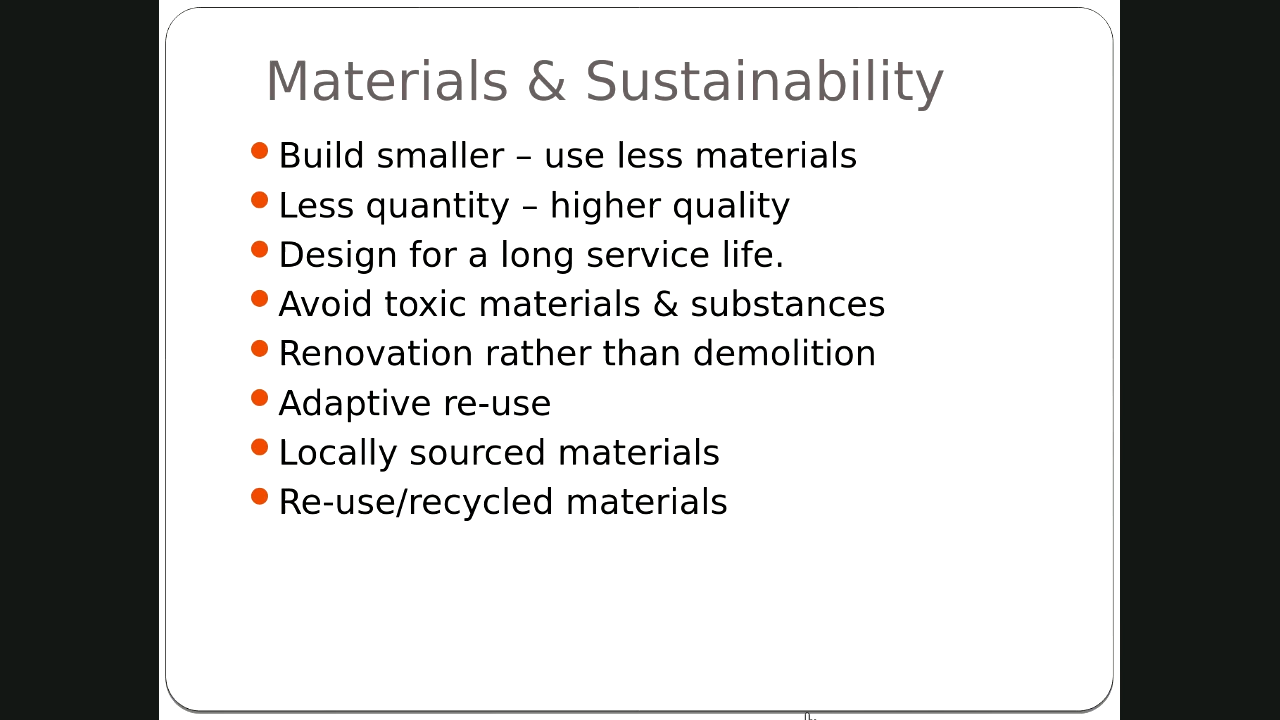 Materials & Sustainability
Build smaller – use less materials
Less quantity – higher quality
Design for a long service life.
Avoid toxic materials & substances
Renovation rather than demolition
Adaptive re-use
Locally sourced materials
Re-use/recycled materials